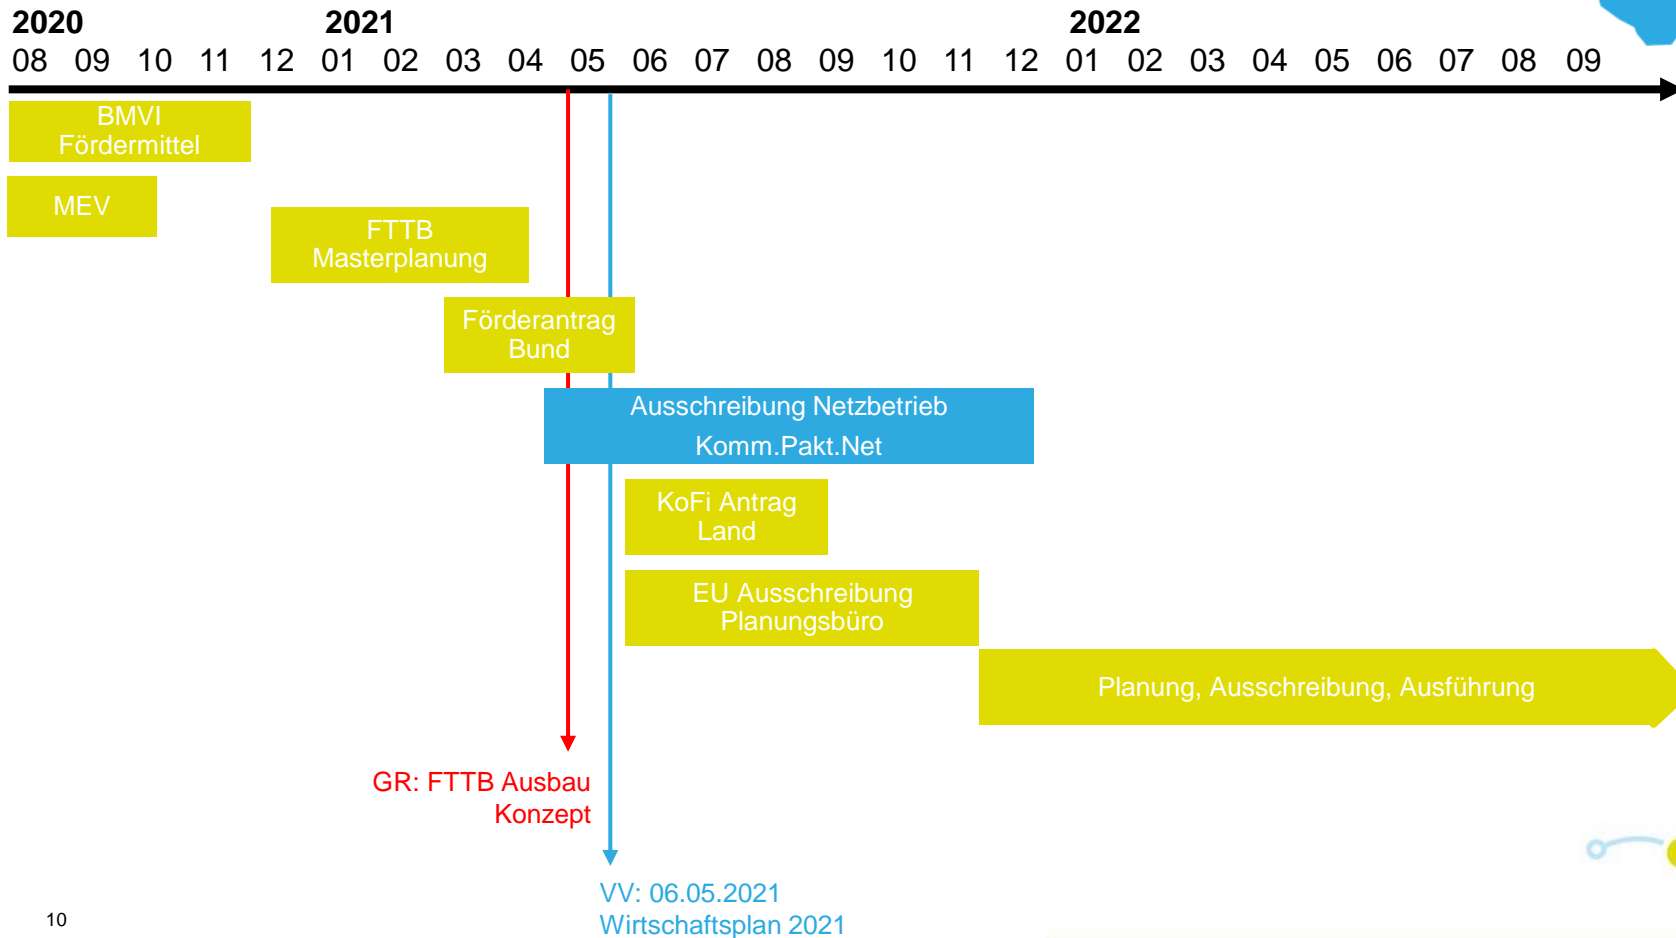 2020 2021 2022
08 09 10 11 12 01 02 03 04 05 06 07 08 09 10 11 12 01 02 03 04 05 06 07 08 09
BMVI
Fördermittel
MEV
FTTB
Masterplanung
Förderantrag
Bund
Ausschreibung Netzbetrieb
Komm.Pakt.Net
KoFi Antrag
Land
EU Ausschreibung
Planungsbüro
Planung, Ausschreibung, Ausführung
GR: FTTB Ausbau
Konzept
VV: 06.05.2021
Wirtschaftsplan 2021
10